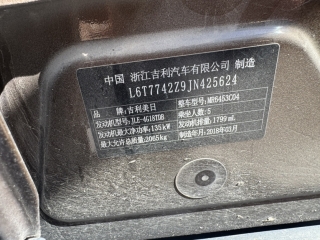 中国 浙江吉利汽车有限公司 制造
L6T7742Z9JN425624
品牌:吉利美日 整车型号:MR6453C04
发动机型号:JLE-4G18TDB 乘坐人数:5
发动机最大净功率:135kW 发动机排量:1799mL
最大允许总质量:2065kg 制造年月:2018年03月